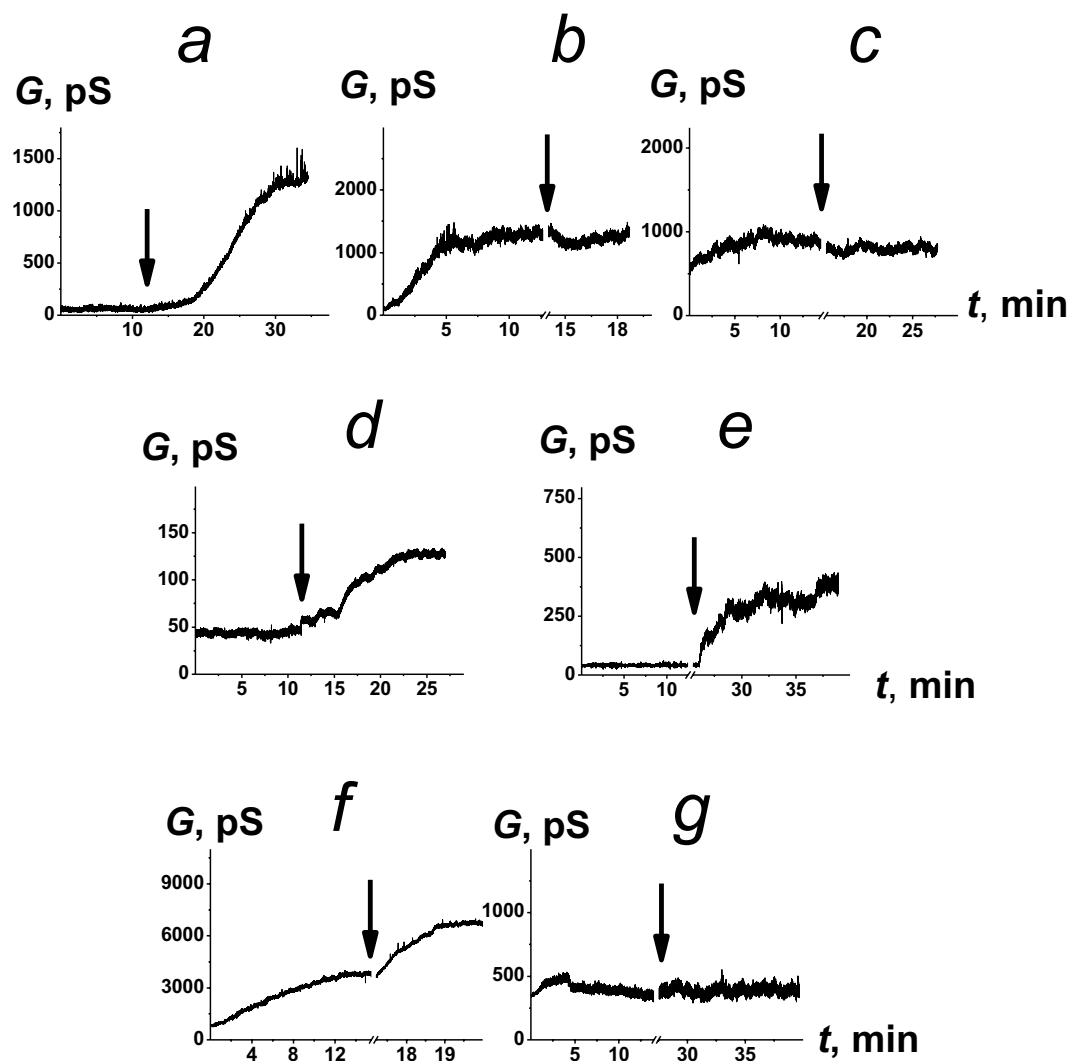 a b c
G, pS G, pS G, pS
1500 1000 500 0
10 20 30
2000 1000 0
5 10 15 18
2000 1000 0
5 10 20 25
t, min
d e
G, pS G, pS
150 100 50 0
5 10 15 20 25
750 500 250 0
5 10 30 35
t, min
f g
G, pS G, pS
9000 6000 3000 0
4 8 12 18 19
1000 500 0
5 10 30 35
t, min